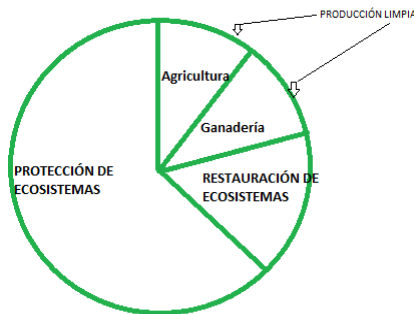 PRODUCCIÓN LIMPIA
Agricultura
Ganadería
PROTECCIÓN DE
ECOSISTEMAS
RESTAURACIÓN DE
ECOSISTEMAS